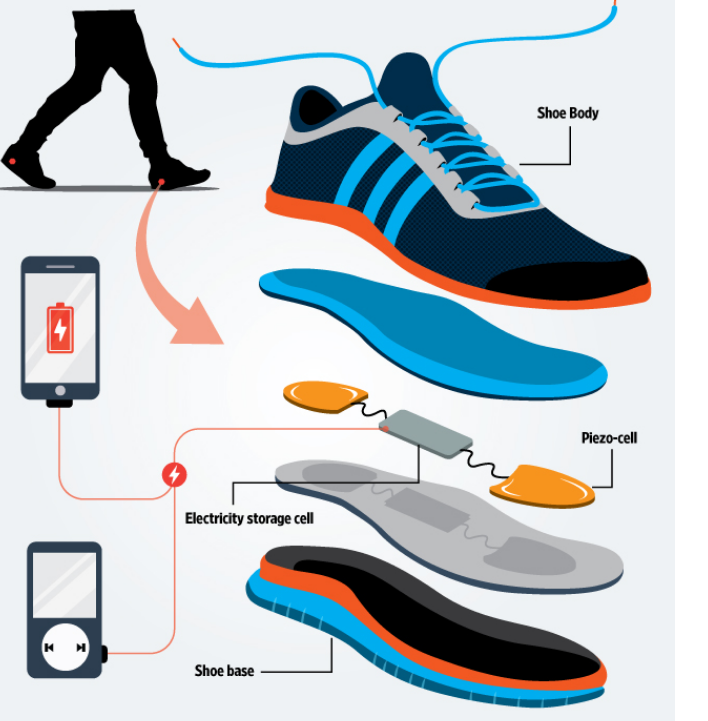 Shoe Body
Piezo-cell
Electricity storage cell
Shoe base